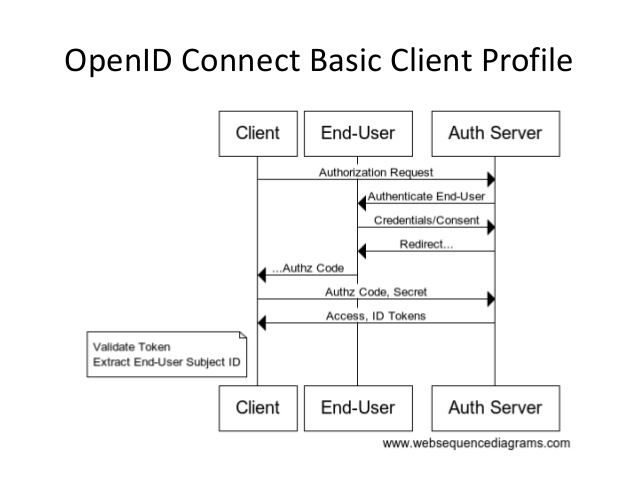 OpenID Connect Basic Client Profile
Client
End-User
Auth Server
Authorization Request
Authenticate End-User
Credentials/Consent
Redirect...
...Authz Code
Authz Code, Secret
Access, ID Tokens
Validate Token
Extract End-User Subject ID
Client
End-User
Auth Server
www.websequencediagrams.com